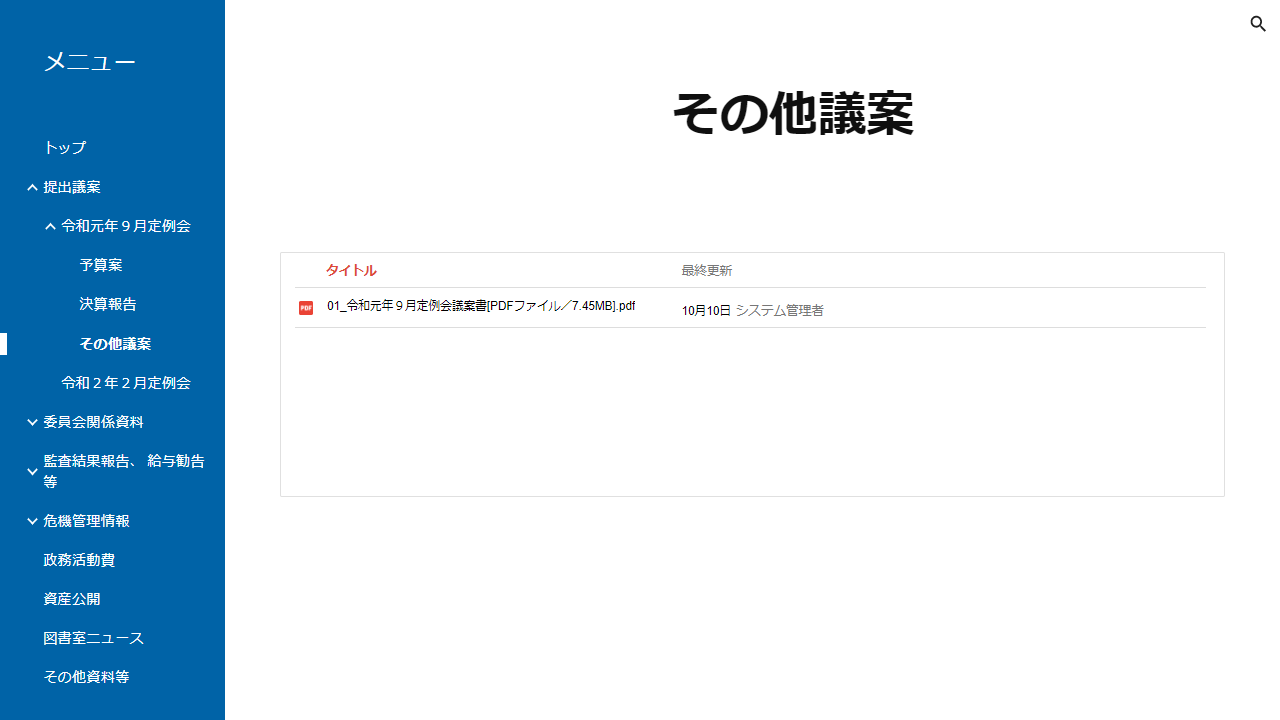 メニュー
トップ
提出議案
令和元年９月定例会
予算案
決算報告
その他議案
令和２年２月定例会
委員会関係資料
監査結果報告、 給与勧告
等
危機管理情報
政務活動費
資産公開
図書室ニュース
その他資料等
その他議案
タイトル 最終更新
PDF 01_令和元年９月定例会議案書[PDFファイル／7.45MB].pdf 10月10日 システム管理者